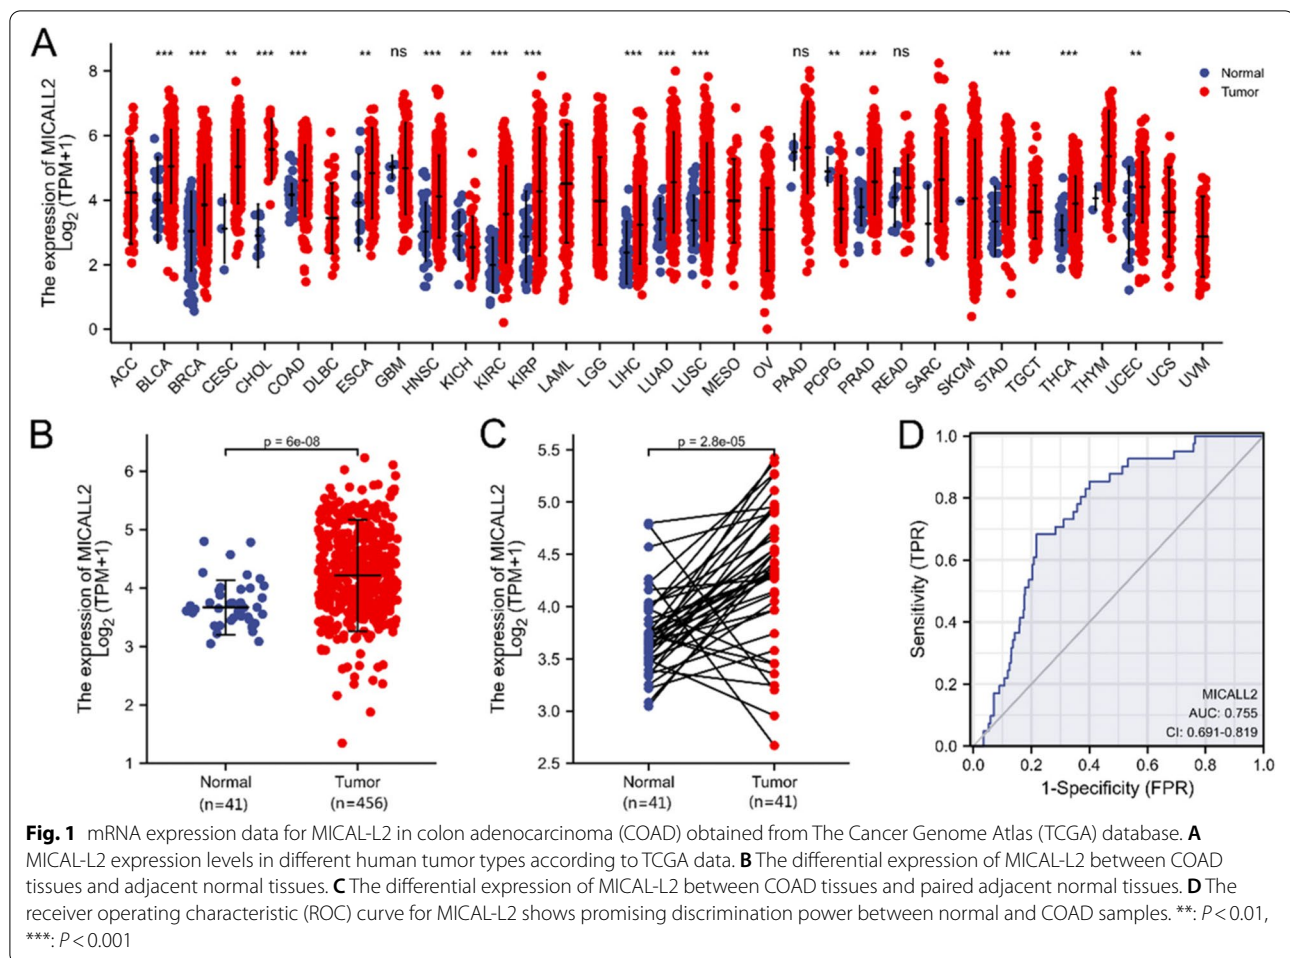 A
*** *** ** *** *** ** ns *** ** *** *** *** *** *** ns ** *** ns *** *** **
The expression of MICALL2
Log2 (TPM+1)
8
6
4
2
0
Normal
Tumor
ACC BLCA BRCA CESC CHOL COAD DLBC ESCA GBM HNSC KICH KIRC KIRP LAML LGG LIHC LUAD LUSC MESO OV PAAD PCPG PRAD READ SARC SKCM STAD TGCT THCA THYM UCEC UCS UVM
B
p = 6e-08
The expression of MICALL2
Log2 (TPM+1)
6
5
4
3
2
1
Normal Tumor
(n=41) (n=456)
C
p = 2.8e-05
The expression of MICALL2
Log2 (TPM+1)
5.5
5.0
4.5
4.0
3.5
3.0
2.5
Normal Tumor
(n=41) (n=41)
D
Sensitivity (TPR)
1.0
0.8
0.6
0.4
0.2
0.0
MICALL2
AUC: 0.755
CI: 0.691-0.819
0.0 0.2 0.4 0.6 0.8 1.0
1-Specificity (FPR)
Fig. 1 mRNA expression data for MICAL-L2 in colon adenocarcinoma (COAD) obtained from The Cancer Genome Atlas (TCGA) database. A
MICAL-L2 expression levels in different human tumor types according to TCGA data. B The differential expression of MICAL-L2 between COAD
tissues and adjacent normal tissues. C The differential expression of MICAL-L2 between COAD tissues and paired adjacent normal tissues. D The
receiver operating characteristic (ROC) curve for MICAL-L2 shows promising discrimination power between normal and COAD samples. **: P < 0.01,
***: P < 0.001